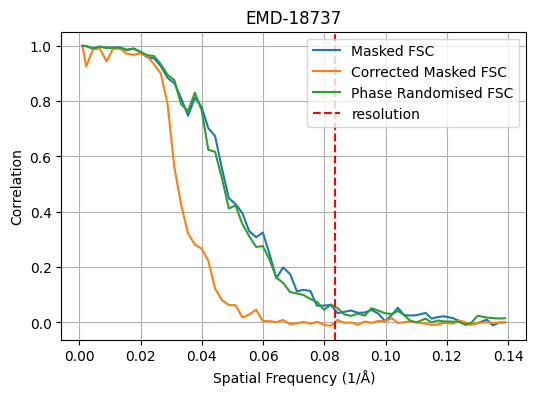 EMD-18737
Masked FSC
Corrected Masked FSC
Phase Randomised FSC
resolution
Correlation
1.0
0.8
0.6
0.4
0.2
0.0
0.00 0.02 0.04 0.06 0.08 0.10 0.12 0.14
Spatial Frequency (1/Å)